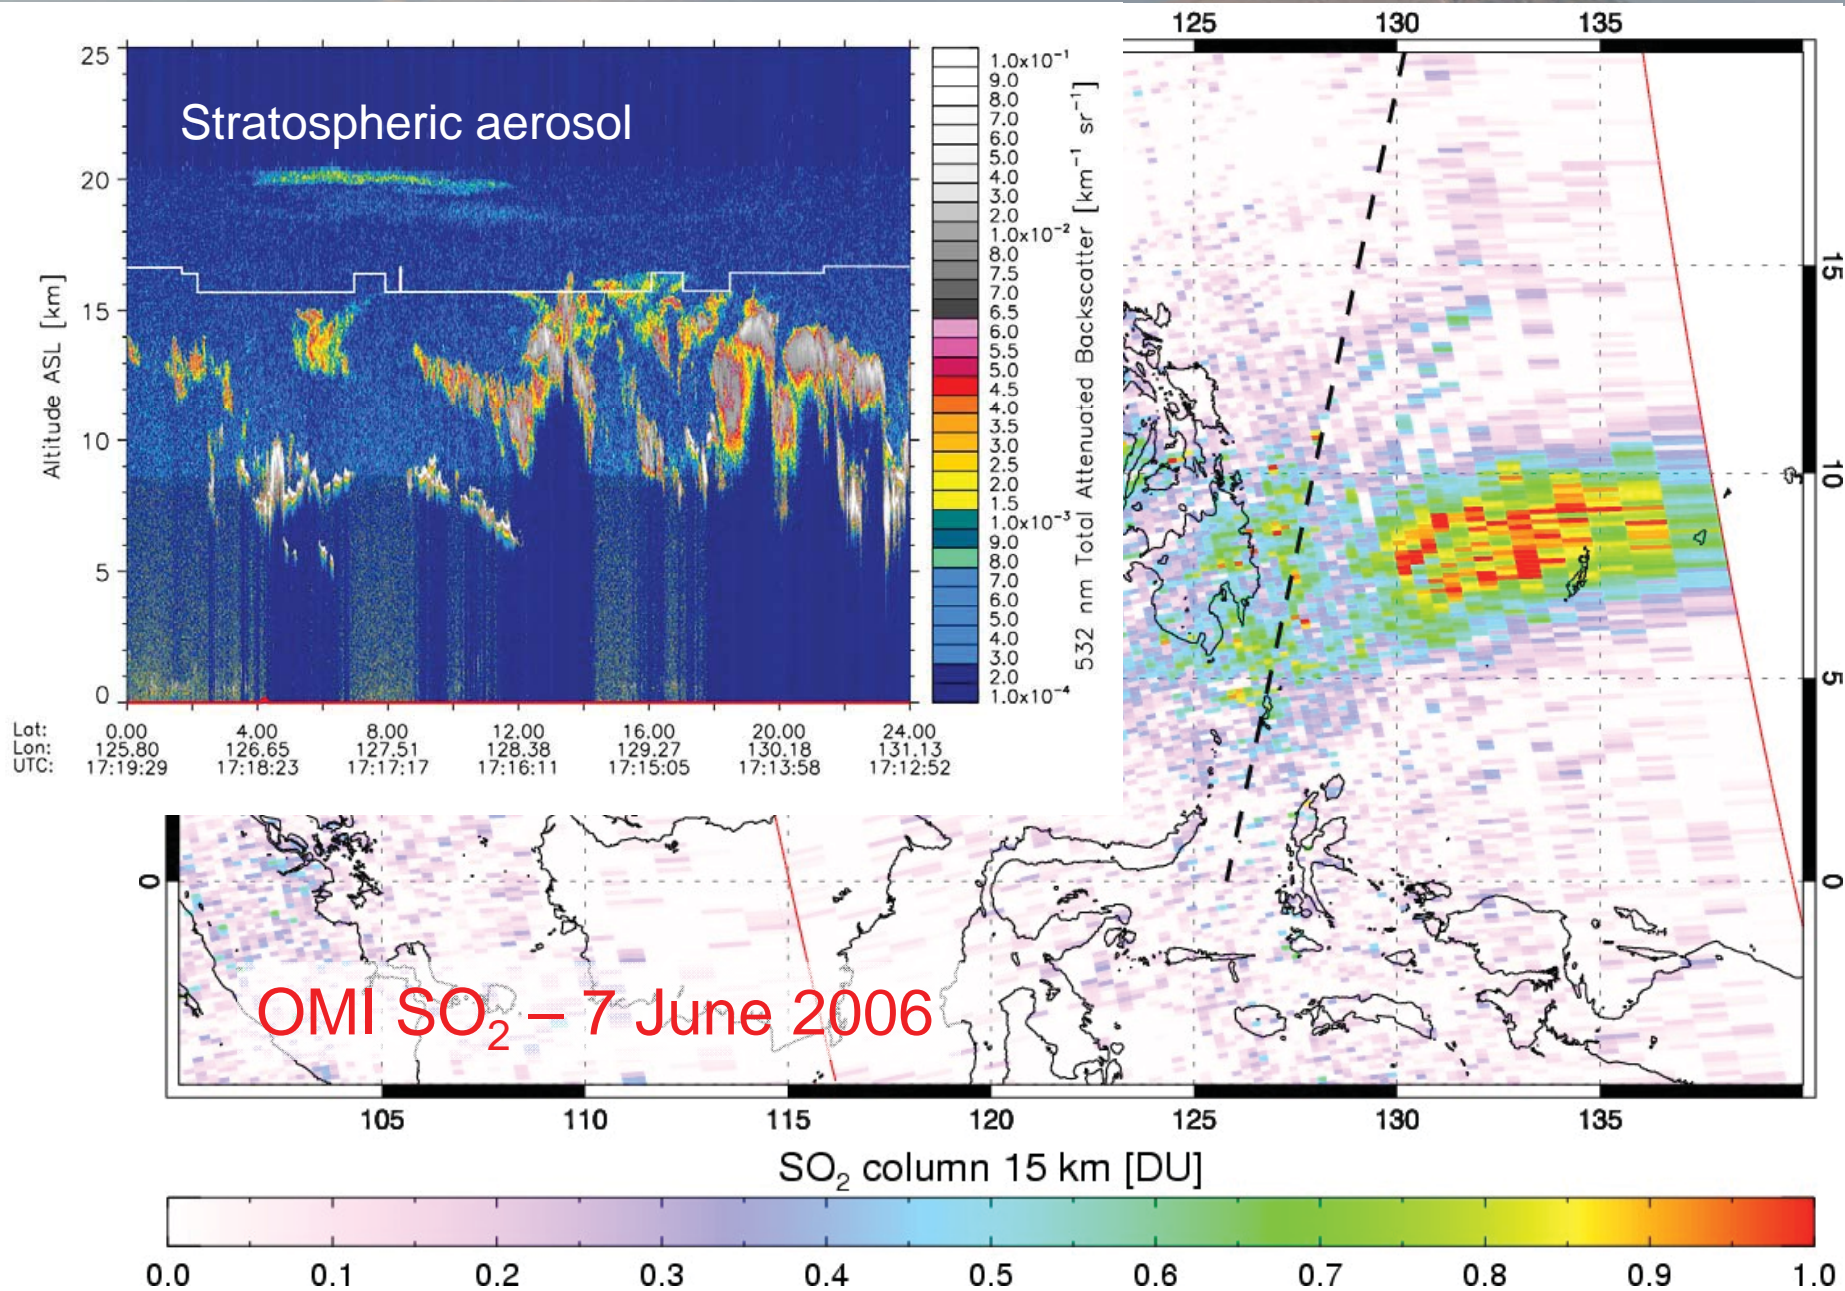 Stratospheric aerosol
25
20
15
10
5
0
Altitude ASL [km]
Lat: 0.00 4.00 8.00 12.00 16.00 20.00 24.00
Lon: 125.80 126.65 127.51 128.38 129.27 130.18 131.13
UTC: 17:19:29 17:18:23 17:17:17 17:16:11 17:15:05 17:13:58 17:12:52
1.0x10⁻¹
9.0
8.0
7.0
6.0
5.0
4.0
3.0
2.0
1.0x10⁻²
8.0
7.5
7.0
6.5
6.0
5.5
5.0
4.5
4.0
3.5
3.0
2.5
2.0
1.5
1.0x10⁻³
9.0
8.0
7.0
6.0
5.0
4.0
3.0
2.0
1.0x10⁻⁴
532 nm Total Attenuated Backscatter [km⁻¹ sr⁻¹]
125 130 135
15
10
5
0
0
OMI SO₂ – 7 June 2006
105 110 115 120 125 130 135
SO₂ column 15 km [DU]
0.0 0.1 0.2 0.3 0.4 0.5 0.6 0.7 0.8 0.9 1.0